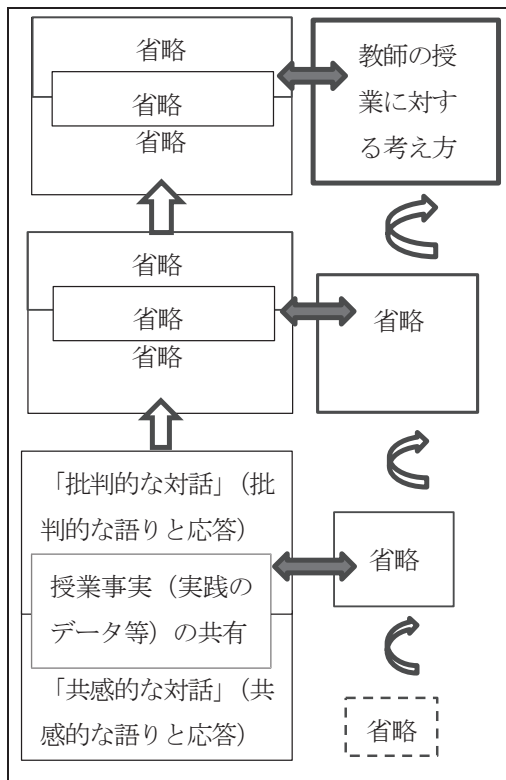 省略
省略
省略
教師の授
業に対す
る考え方
省略
省略
省略
省略
「批判的な対話」（批
判的な語りと応答）
授業事実（実践の
データ等）の共有
「共感的な対話」（共
感的な語りと応答）
省略
省略